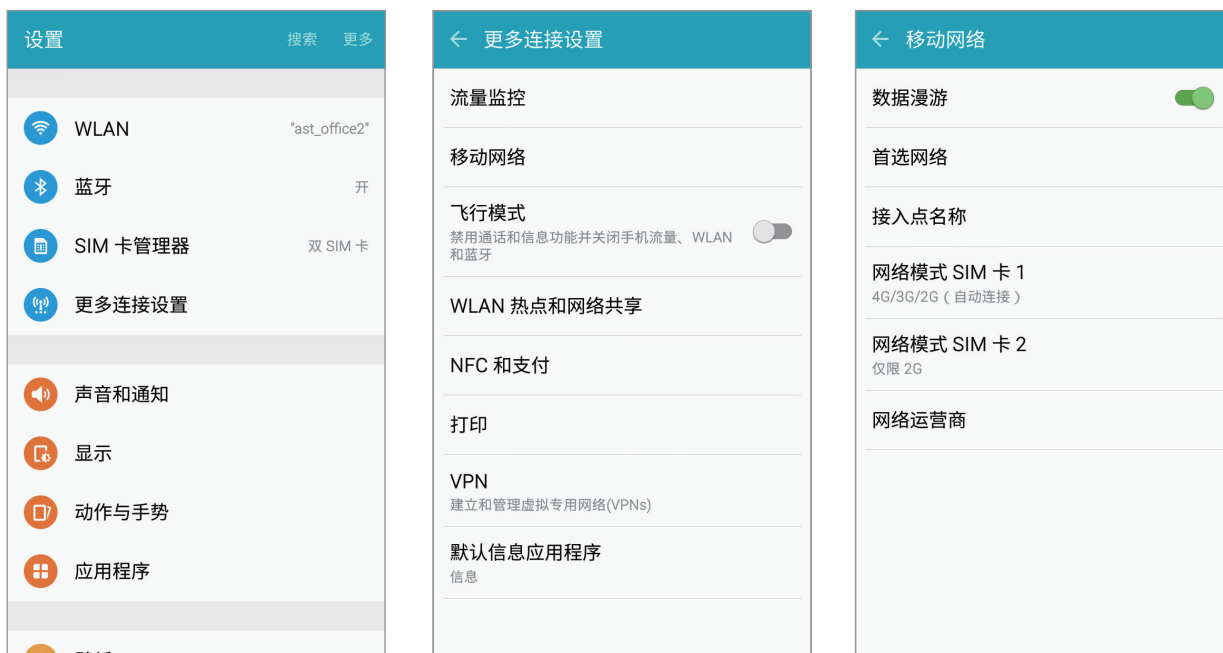 设置
搜索
更多
WLAN
"ast_office2"
蓝牙
开
SIM 卡管理器
双 SIM 卡
更多连接设置
声音和通知
显示
动作与手势
应用程序
更多连接设置
流量监控
移动网络
飞行模式
禁用通话和信息功能并关闭手机流量、WLAN
和蓝牙
WLAN 热点和网络共享
NFC 和支付
打印
VPN
建立和管理虚拟专用网络(VPNs)
默认信息应用程序
信息
移动网络
数据漫游
首选网络
接入点名称
网络模式 SIM 卡 1
4G/3G/2G（自动连接）
网络模式 SIM 卡 2
仅限 2G
网络运营商